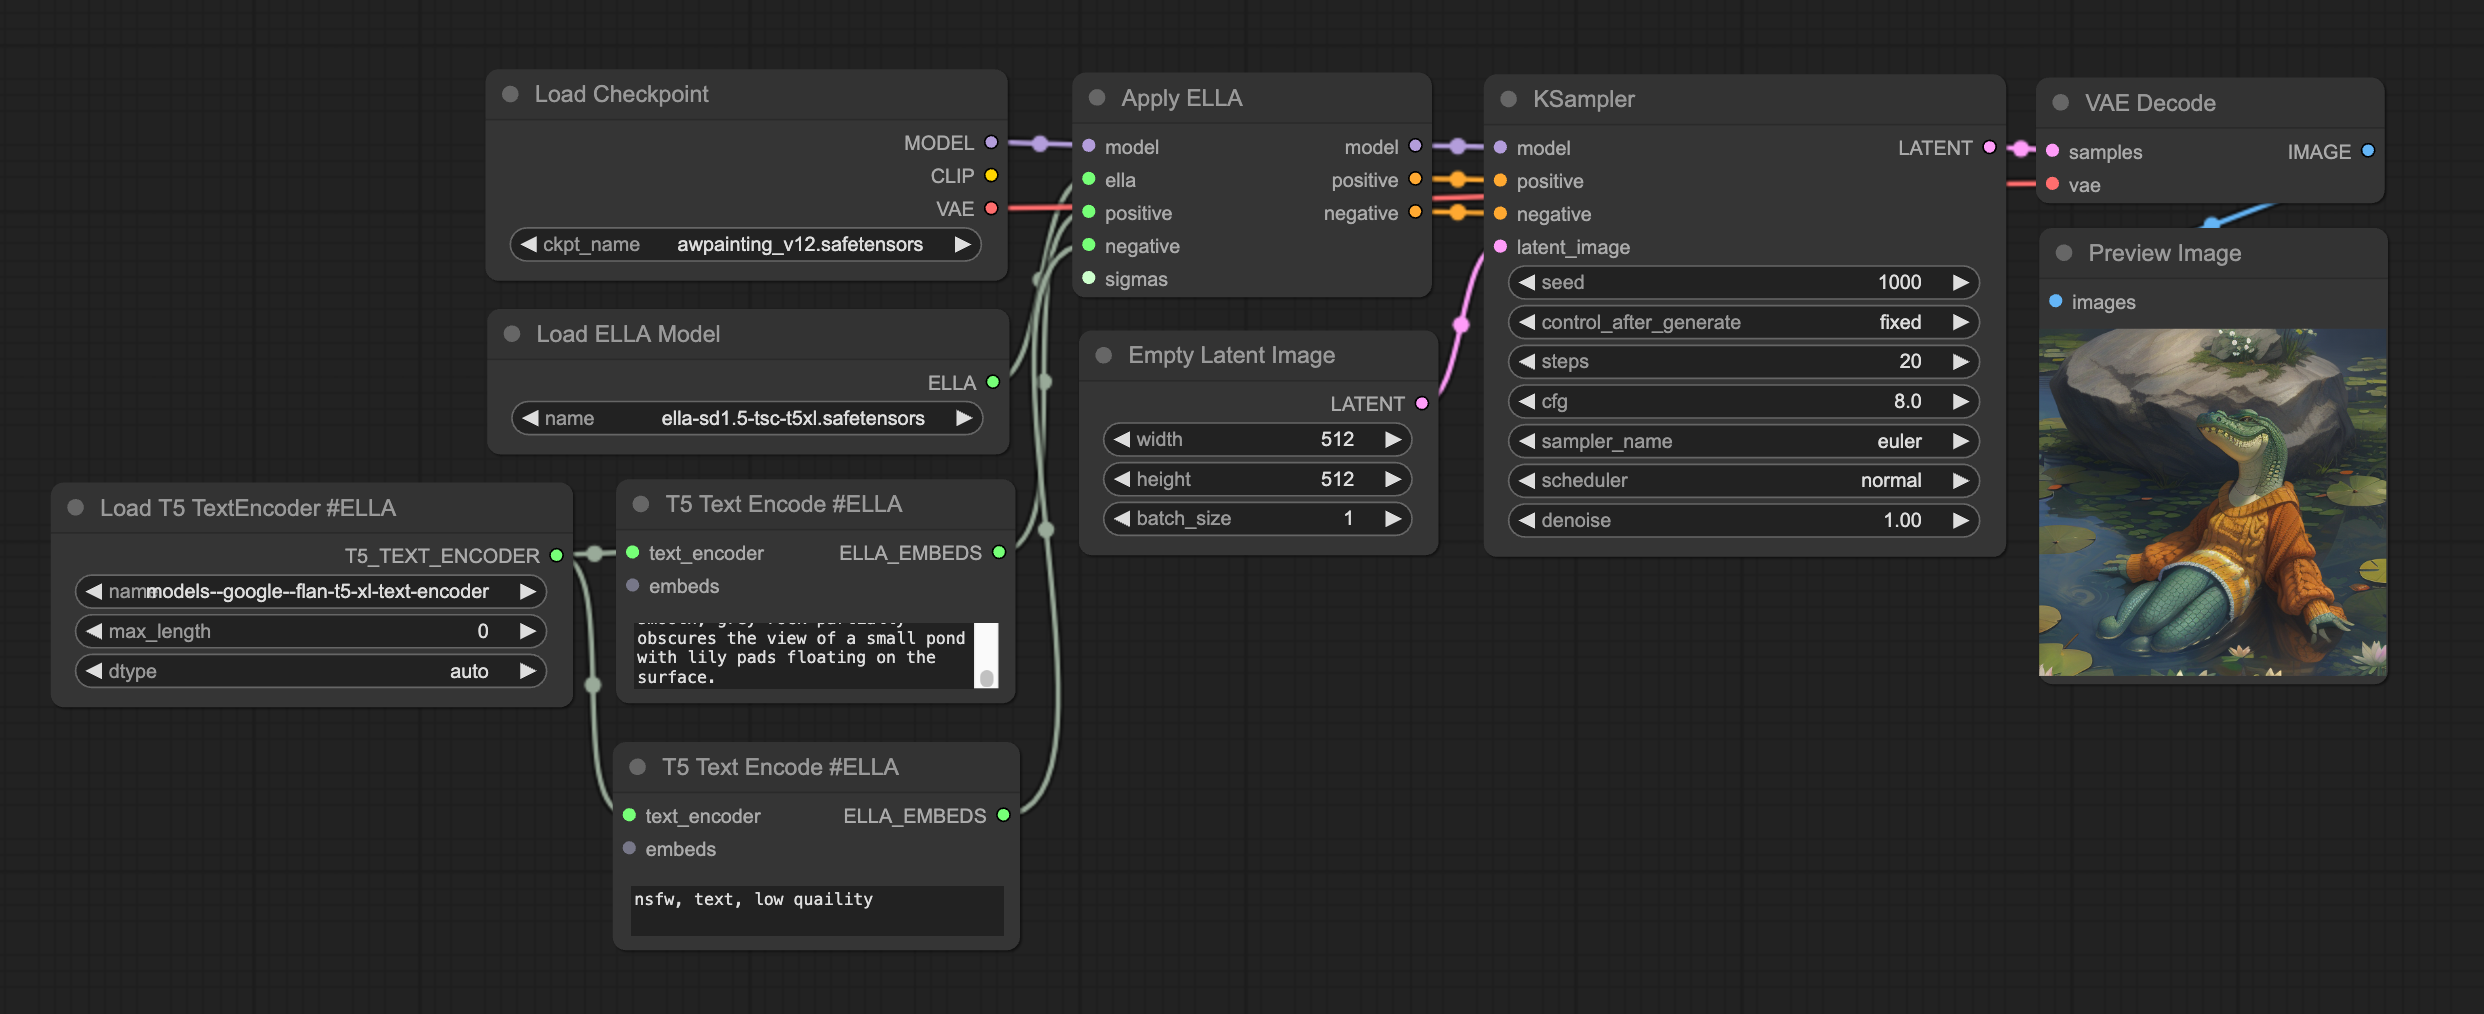 Load Checkpoint
MODEL
CLIP
VAE
ckpt_name awpainting_v12.safetensors
Load ELLA Model
ELLA
name ella-sd1.5-tsc-t5xl.safetensors
Load T5 TextEncoder #ELLA
T5_TEXT_ENCODER
name models--google--flan-t5-xl-text-encoder
max_length 0
dtype auto
T5 Text Encode #ELLA
text_encoder ELLA_EMBEDS
embeds
obscures the view of a small pond
with lily pads floating on the
surface.
T5 Text Encode #ELLA
text_encoder ELLA_EMBEDS
embeds
nsfw, text, low quaility
Apply ELLA
model model
ella positive
positive negative
negative
sigmas
Empty Latent Image
LATENT
width 512
height 512
batch_size 1
KSampler
model LATENT
positive
negative
latent_image
seed 1000
control_after_generate fixed
steps 20
cfg 8.0
sampler_name euler
scheduler normal
denoise 1.00
VAE Decode
samples IMAGE
vae
Preview Image
images